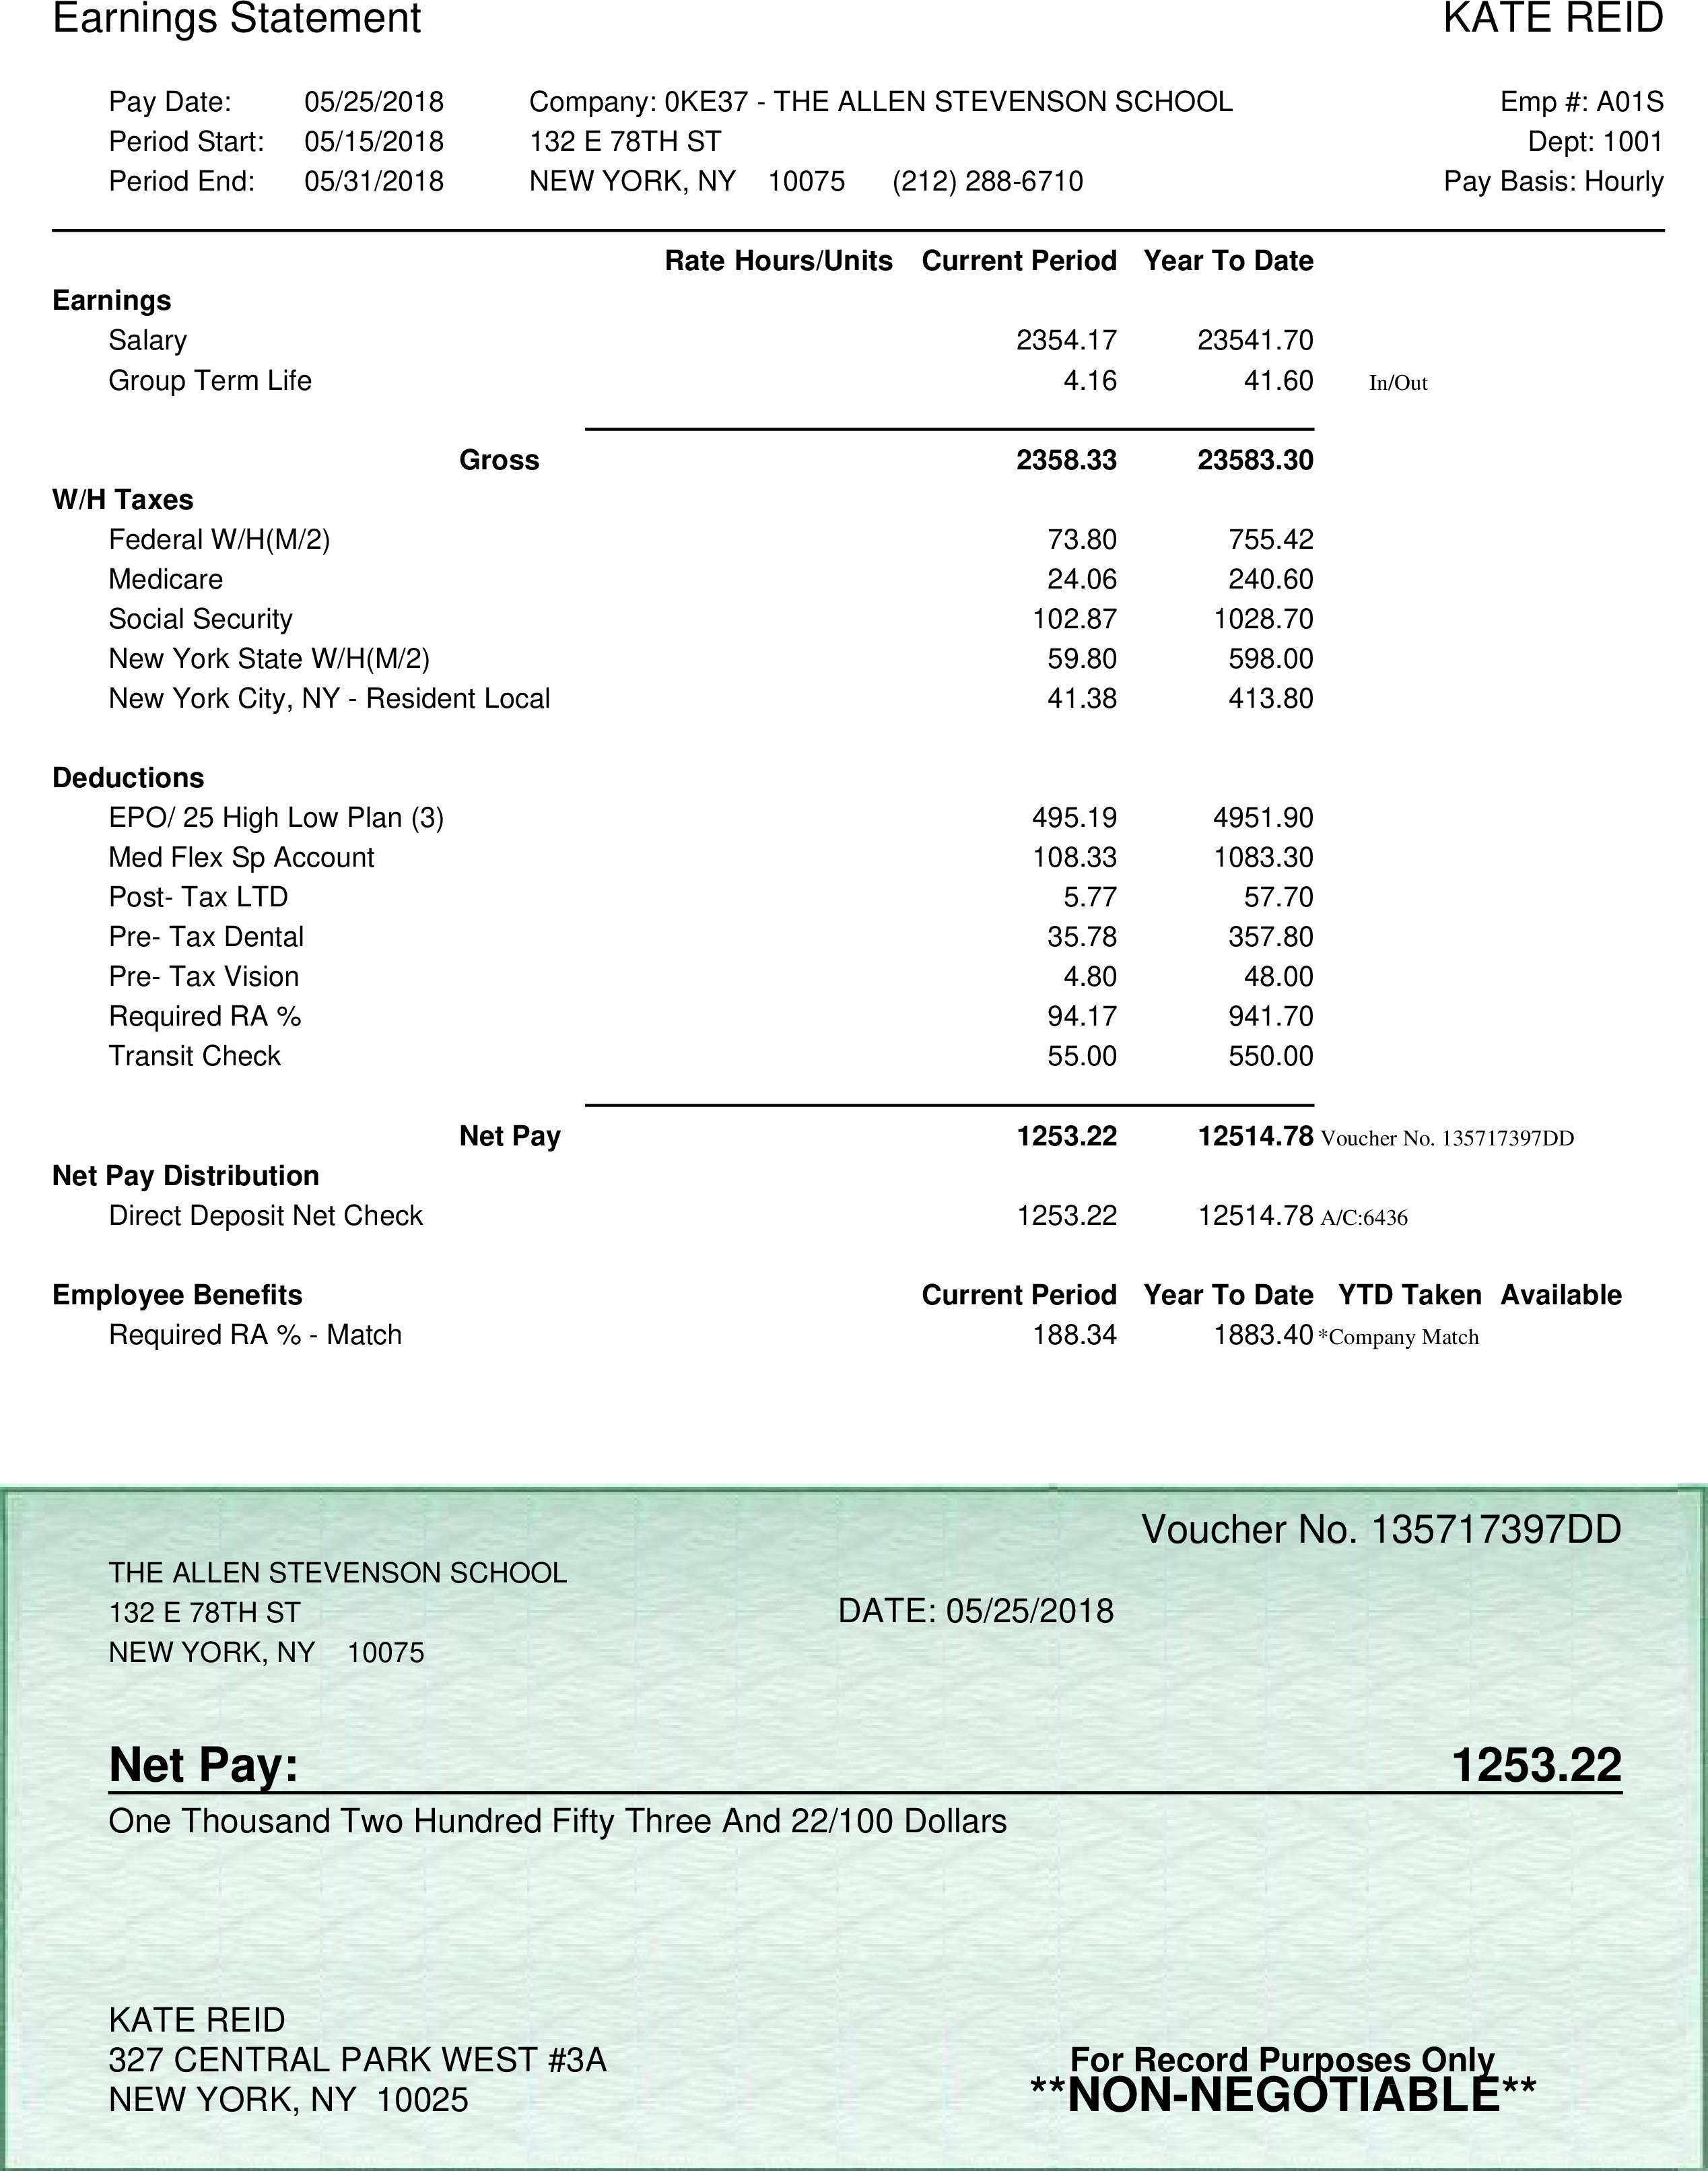 Earnings Statement KATE REID
Pay Date: 05/25/2018 Company: 0KE37 - THE ALLEN STEVENSON SCHOOL Emp #: A01S
Period Start: 05/15/2018 132 E 78TH ST Dept: 1001
Period End: 05/31/2018 NEW YORK, NY 10075 (212) 288-6710 Pay Basis: Hourly
Rate Hours/Units Current Period Year To Date
Earnings
Salary 2354.17 23541.70
Group Term Life 4.16 41.60 In/Out
Gross 2358.33 23583.30
W/H Taxes
Federal W/H(M/2) 73.80 755.42
Medicare 24.06 240.60
Social Security 102.87 1028.70
New York State W/H(M/2) 59.80 598.00
New York City, NY - Resident Local 41.38 413.80
Deductions
EPO/ 25 High Low Plan (3) 495.19 4951.90
Med Flex Sp Account 108.33 1083.30
Post- Tax LTD 5.77 57.70
Pre- Tax Dental 35.78 357.80
Pre- Tax Vision 4.80 48.00
Required RA % 94.17 941.70
Transit Check 55.00 550.00
Net Pay 1253.22 12514.78 Voucher No. 135717397DD
Net Pay Distribution
Direct Deposit Net Check 1253.22 12514.78 A/C:6436
Employee Benefits Current Period Year To Date YTD Taken Available
Required RA % - Match 188.34 1883.40 *Company Match
Voucher No. 135717397DD
THE ALLEN STEVENSON SCHOOL
132 E 78TH ST DATE: 05/25/2018
NEW YORK, NY 10075
Net Pay: 1253.22
One Thousand Two Hundred Fifty Three And 22/100 Dollars
KATE REID
327 CENTRAL PARK WEST #3A For Record Purposes Only
NEW YORK, NY 10025 **NON-NEGOTIABLE**